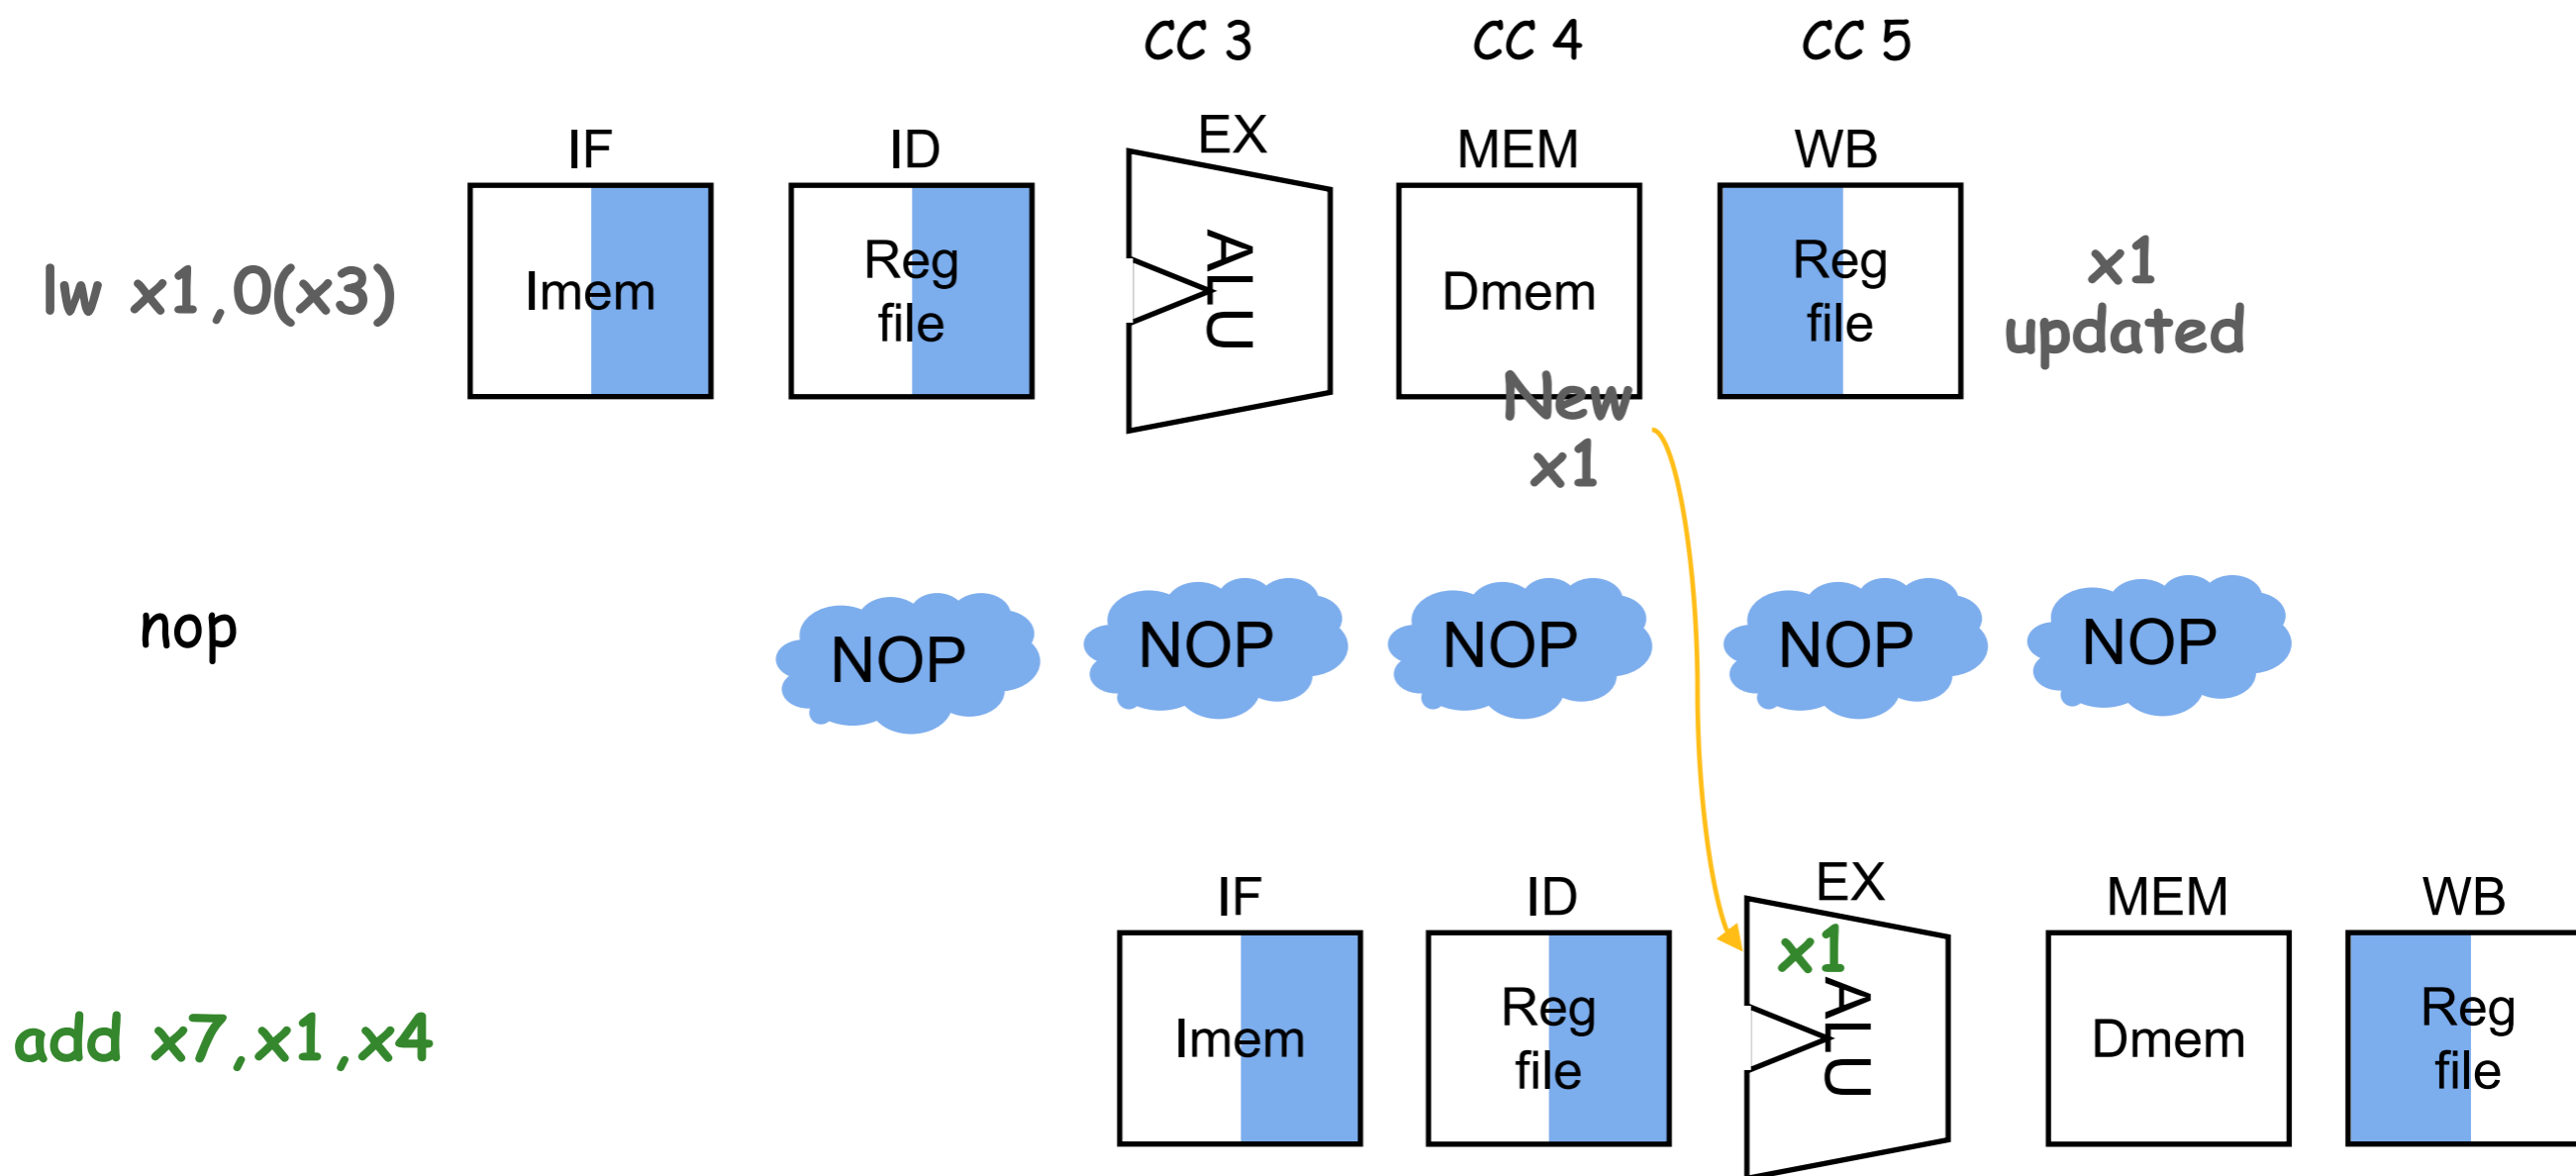 CC 3 CC 4 CC 5
IF ID EX MEM WB
lw x1,0(x3)
Imem
Reg
file
ALU
Dmem
Reg
file
x1
updated
New
x1
nop
NOP NOP NOP NOP NOP
IF ID EX MEM WB
add x7,x1,x4
Imem
Reg
file
x1
ALU
Dmem
Reg
file